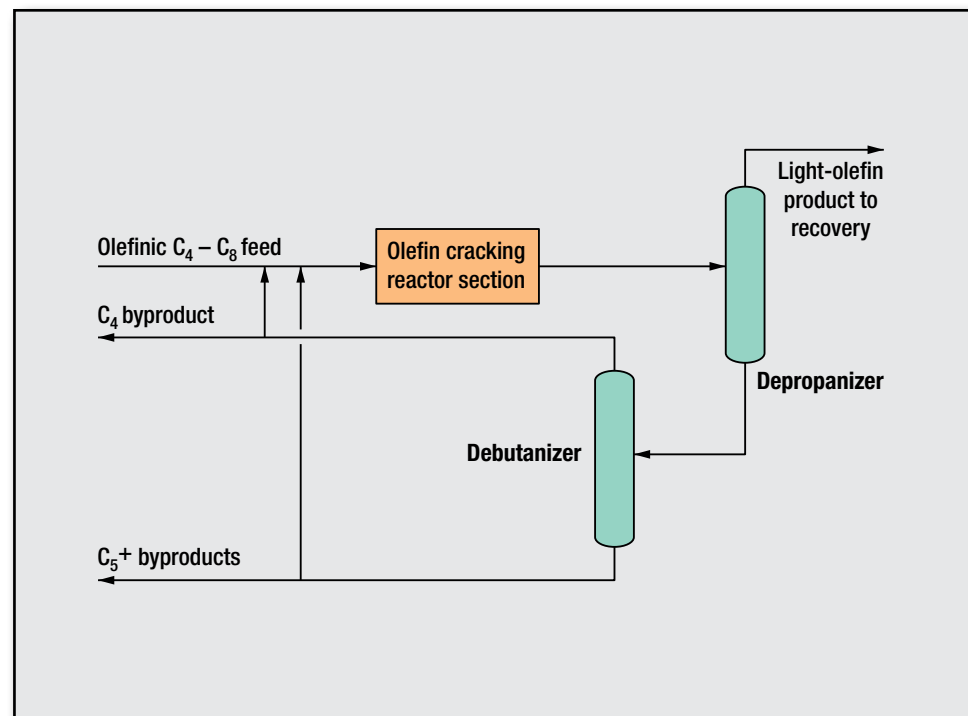 Light-olefin
product to
recovery
Olefinic C₄ – C₈ feed
Olefin cracking
reactor section
C₄ byproduct
Depropanizer
Debutanizer
C₅+ byproducts